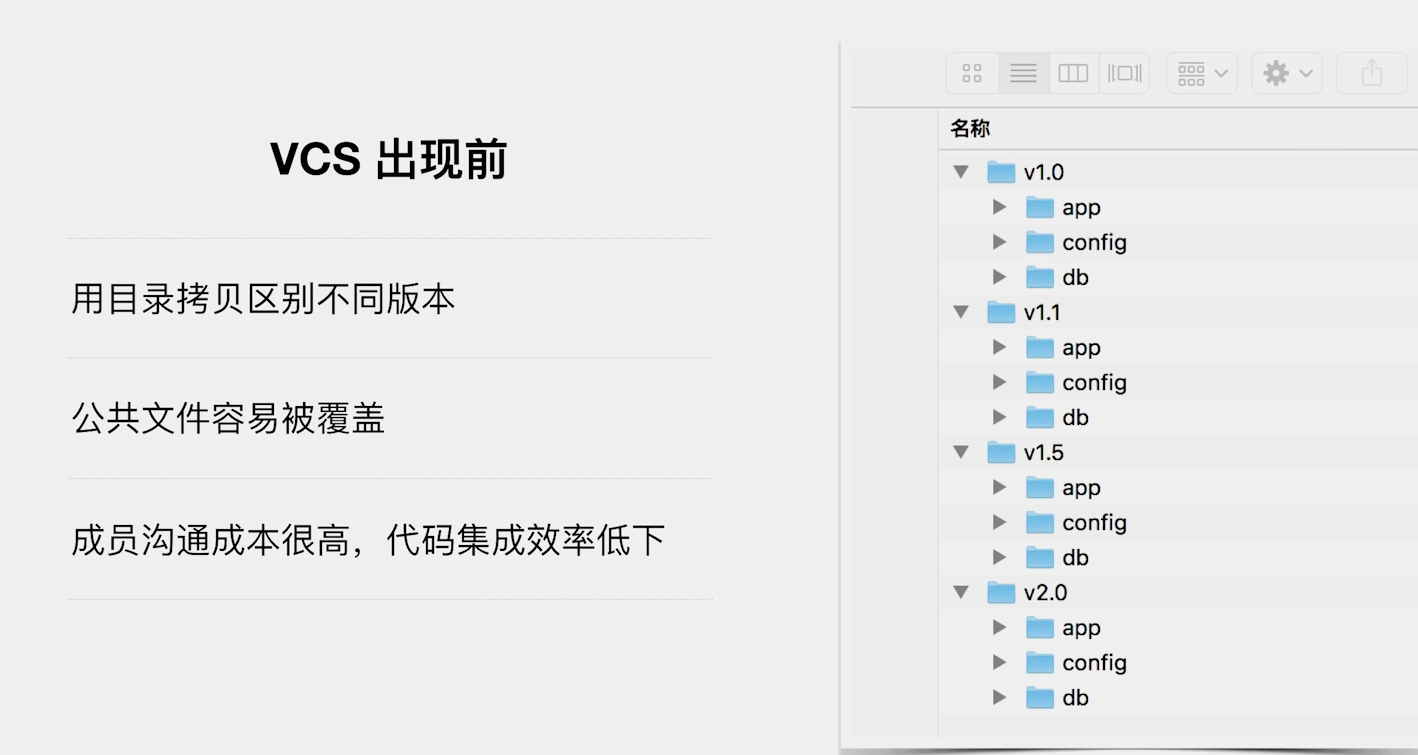 VCS 出现前
用目录拷贝区别不同版本
公共文件容易被覆盖
成员沟通成本很高，代码集成效率低下
名称
v1.0
app
config
db
v1.1
app
config
db
v1.5
app
config
db
v2.0
app
config
db